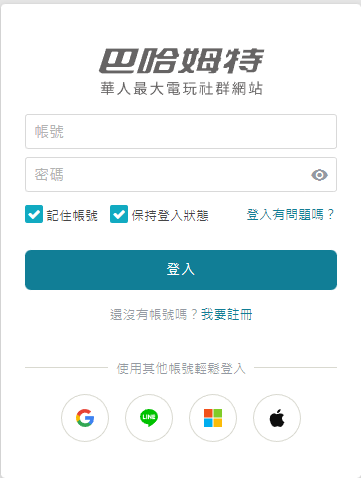 巴哈姆特
華人最大電玩社群網站
帳號
密碼
記住帳號 保持登入狀態 登入有問題嗎？
登入
還沒有帳號嗎？我要註冊
使用其他帳號輕鬆登入
LINE